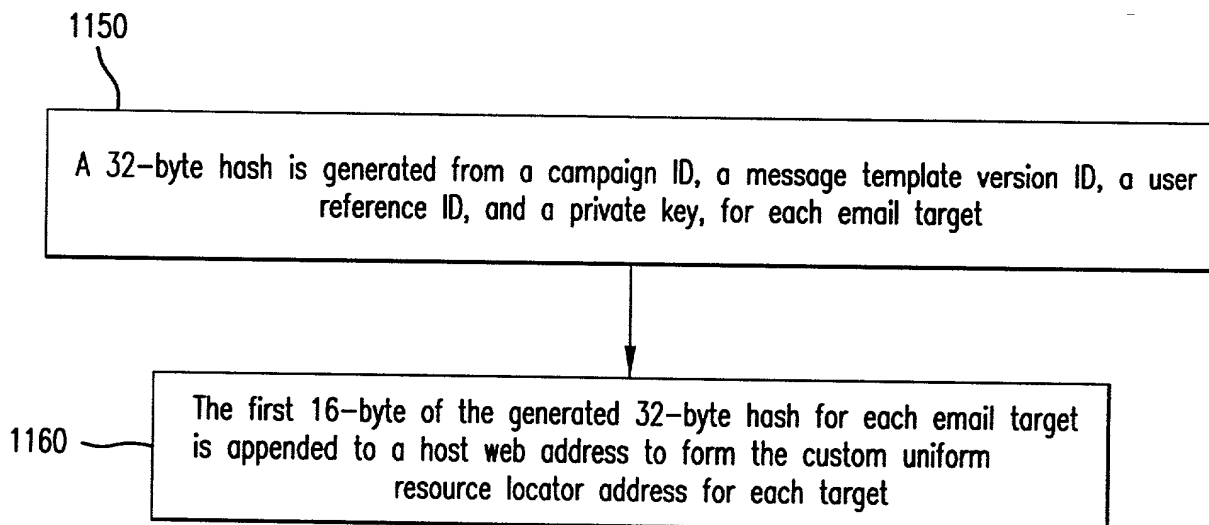 1150
A 32-byte hash is generated from a campaign ID, a message template version ID, a user
reference ID, and a private key, for each email target
1160
The first 16-byte of the generated 32-byte hash for each email target
is appended to a host web address to form the custom uniform
resource locator address for each target